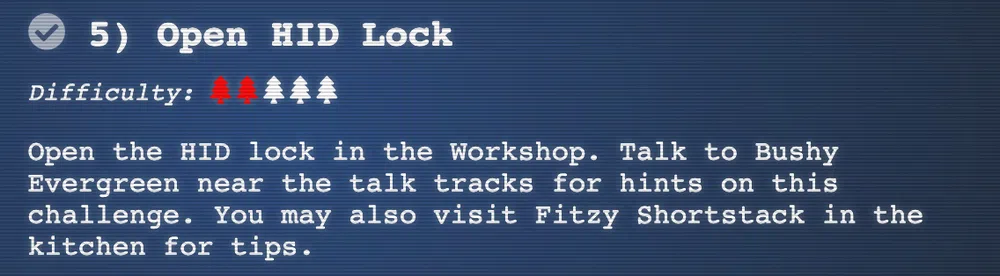 5) Open HID Lock
Difficulty:
Open the HID lock in the Workshop. Talk to Bushy
Evergreen near the talk tracks for hints on this
challenge. You may also visit Fitzy Shortstack in the
kitchen for tips.